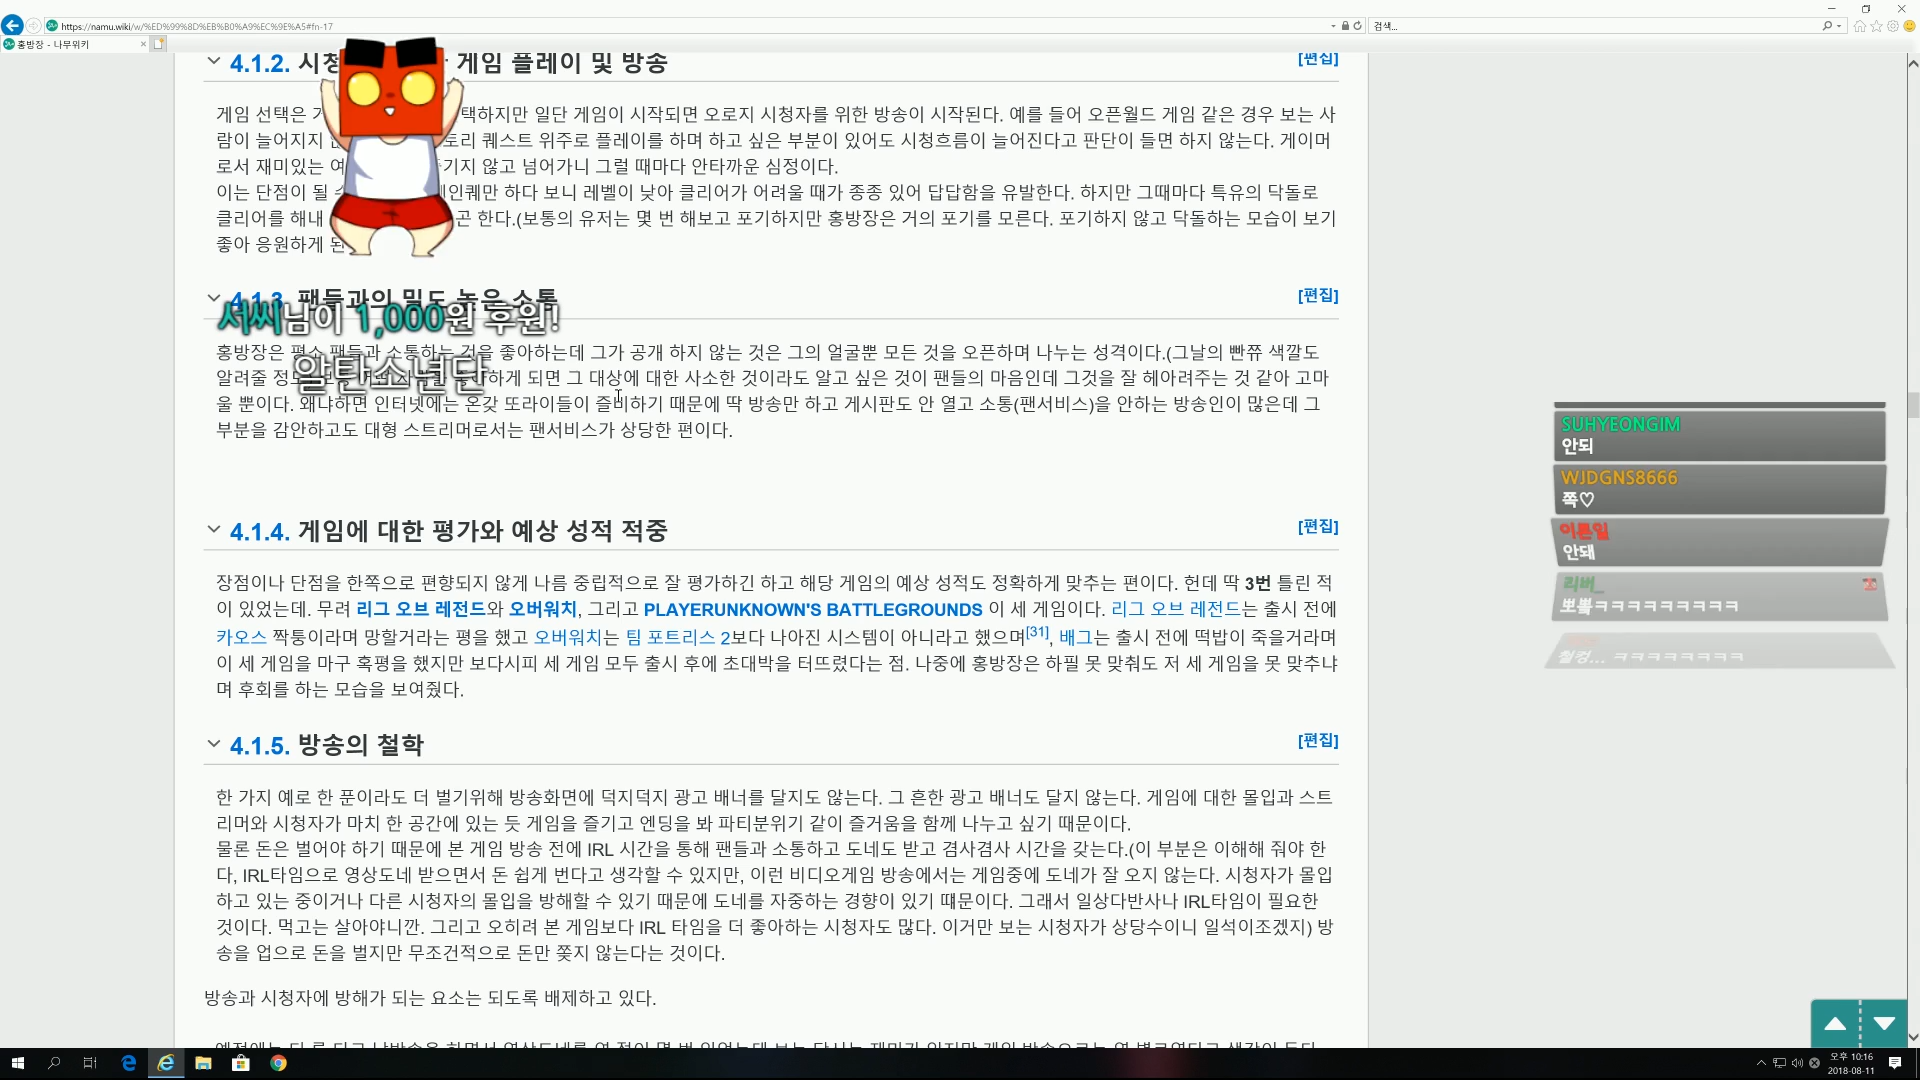 https://namu.wiki/w/%ED%99%8D%EB%B0%A9%EC%9E%A5#fn-17
검색...
홍방장 - 나무위키
4.1.2. 시청 게임 플레이 및 방송
[편집]
게임 선택은 택하지만 일단 게임이 시작되면 오로지 시청자를 위한 방송이 시작된다. 예를 들어 오픈월드 게임 같은 경우 보는 사
람이 늘어지지 토리 퀘스트 위주로 플레이를 하며 하고 싶은 부분이 있어도 시청흐름이 늘어진다고 판단이 들면 하지 않는다. 게이머
로서 재미있는 기지 않고 넘어가니 그럴 때마다 안타까운 심정이다.
이는 단점이 될 인퀘만 하다 보니 레벨이 낮아 클리어가 어려울 때가 종종 있어 답답함을 유발한다. 하지만 그때마다 특유의 닥돌로
클리어를 해내 곤 한다.(보통의 유저는 몇 번 해보고 포기하지만 홍방장은 거의 포기를 모른다. 포기하지 않고 닥돌하는 모습이 보기
좋아 응원하게 된
4.1.3. 팬들과의 밀도 높은 소통
[편집]
서씨님이 1,000원 후원!
알탄소년단
홍방장은 평소 팬들과 소통하는 것을 좋아하는데 그가 공개 하지 않는 것은 그의 얼굴뿐 모든 것을 오픈하며 나누는 성격이다.(그날의 빤쮸 색깔도
알려줄 정 하게 되면 그 대상에 대한 사소한 것이라도 알고 싶은 것이 팬들의 마음인데 그것을 잘 헤아려주는 것 같아 고마
울 뿐이다. 왜냐하면 인터넷에는 온갖 또라이들이 즐비하기 때문에 딱 방송만 하고 게시판도 안 열고 소통(팬서비스)을 안하는 방송인이 많은데 그
부분을 감안하고도 대형 스트리머로서는 팬서비스가 상당한 편이다.
4.1.4. 게임에 대한 평가와 예상 성적 적중
[편집]
장점이나 단점을 한쪽으로 편향되지 않게 나름 중립적으로 잘 평가하긴 하고 해당 게임의 예상 성적도 정확하게 맞추는 편이다. 헌데 딱 3번 틀린 적
이 있었는데. 무려 리그 오브 레전드와 오버워치, 그리고 PLAYERUNKNOWN'S BATTLEGROUNDS 이 세 게임이다. 리그 오브 레전드는 출시 전에
카오스 짝퉁이라며 망할거라는 평을 했고 오버워치는 팀 포트리스 2보다 나아진 시스템이 아니라고 했으며[31], 배그는 출시 전에 떡밥이 죽을거라며
이 세 게임을 마구 혹평을 했지만 보다시피 세 게임 모두 출시 후에 초대박을 터뜨렸다는 점. 나중에 홍방장은 하필 못 맞춰도 저 세 게임을 못 맞추냐
며 후회를 하는 모습을 보여줬다.
4.1.5. 방송의 철학
[편집]
한 가지 예로 한 푼이라도 더 벌기위해 방송화면에 덕지덕지 광고 배너를 달지도 않는다. 그 흔한 광고 배너도 달지 않는다. 게임에 대한 몰입과 스트
리머와 시청자가 마치 한 공간에 있는 듯 게임을 즐기고 엔딩을 봐 파티분위기 같이 즐거움을 함께 나누고 싶기 때문이다.
물론 돈은 벌어야 하기 때문에 본 게임 방송 전에 IRL 시간을 통해 팬들과 소통하고 도네도 받고 겸사겸사 시간을 갖는다.(이 부분은 이해해 줘야 한
다, IRL타임으로 영상도네 받으면서 돈 쉽게 번다고 생각할 수 있지만, 이런 비디오게임 방송에서는 게임중에 도네가 잘 오지 않는다. 시청자가 몰입
하고 있는 중이거나 다른 시청자의 몰입을 방해할 수 있기 때문에 도네를 자중하는 경향이 있기 떄문이다. 그래서 일상다반사나 IRL타임이 필요한
것이다. 먹고는 살아야니깐. 그리고 오히려 본 게임보다 IRL 타임을 더 좋아하는 시청자도 많다. 이거만 보는 시청자가 상당수이니 일석이조겠지) 방
송을 업으로 돈을 벌지만 무조건적으로 돈만 쫒지 않는다는 것이다.
방송과 시청자에 방해가 되는 요소는 되도록 배제하고 있다.
SUHYEONGIM
안되
WJDGNS8666
쪽♡
이른일
안돼
리버_
뽀뽘ㅋㅋㅋㅋㅋㅋㅋㅋㅋ
철컹... ㅋㅋㅋㅋㅋㅋㅋㅋ
오후 10:16
2018-08-11